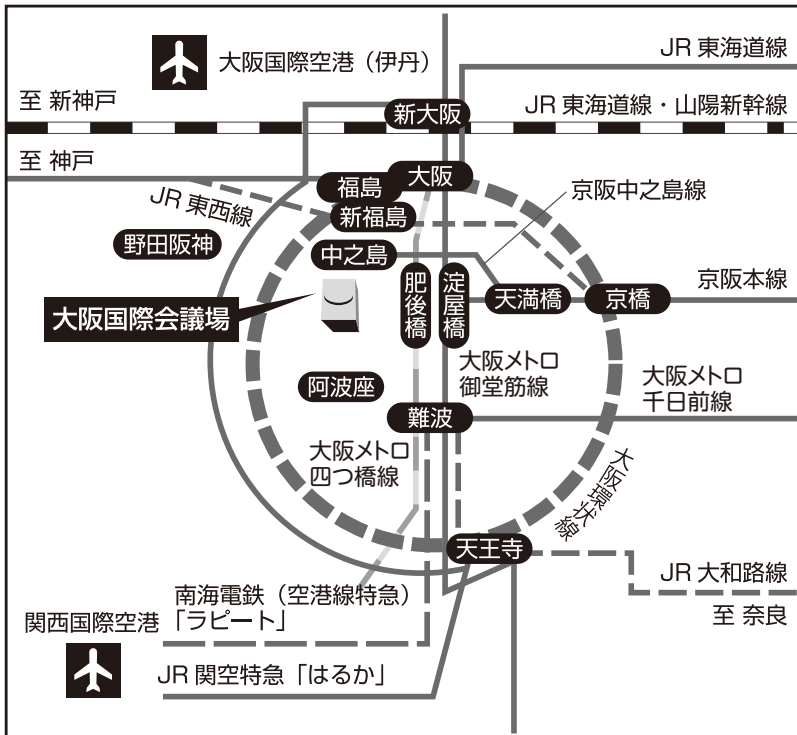 大阪国際空港（伊丹）
JR 東海道線
至 新神戸
新大阪
JR 東海道線・山陽新幹線
至 神戸
大阪
福島
JR 東西線
新福島
京阪中之島線
野田阪神
中之島
肥後橋
淀屋橋
天満橋
京橋
京阪本線
大阪国際会議場
大阪メトロ
御堂筋線
大阪メトロ
千日前線
阿波座
難波
大阪メトロ
四つ橋線
大阪環状線
天王寺
JR 大和路線
至 奈良
南海電鉄（空港線特急）
「ラピート」
関西国際空港
JR 関空特急「はるか」